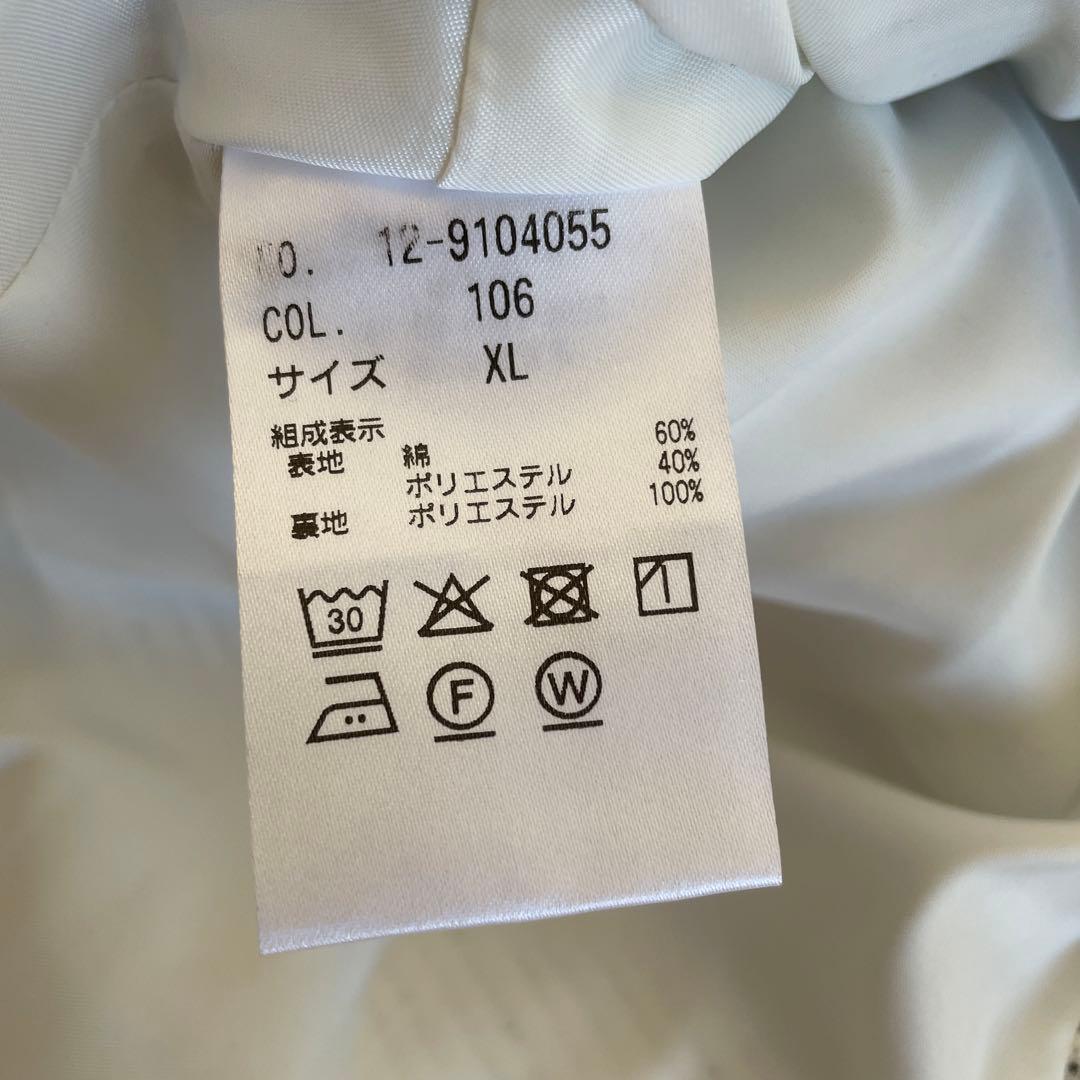 NO. 12-9104055
COL. 106
サイズ XL
組成表示
表地 綿 60%
ポリエステル 40%
裏地 ポリエステル 100%
30
F W